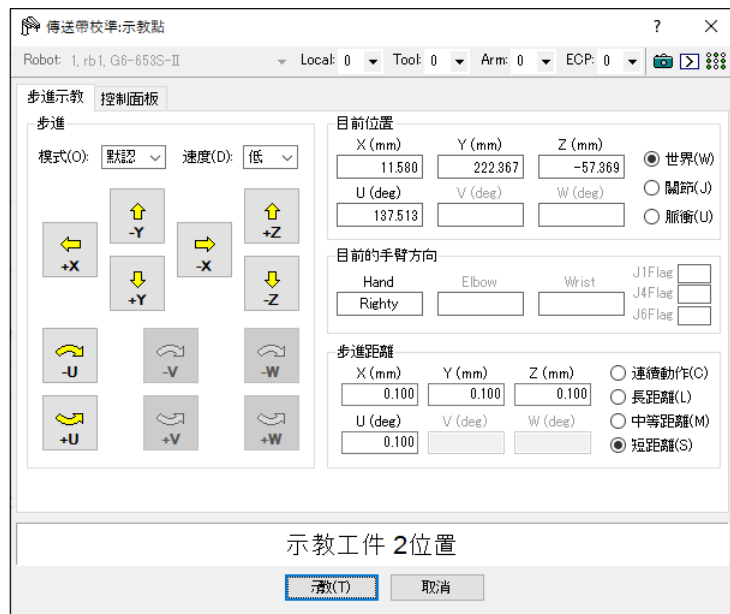 傳送帶校準:示教點 ?
Robot: 1, rb1, G6-653S-II Local: 0 Tool: 0 Arm: 0 ECP: 0
步進示教 控制面板
步進
模式(O): 默認 速度(D): 低
+X
-Y
+Y
-X
+Z
-Z
-U -V -W
+U +V +W
目前位置
X (mm) Y (mm) Z (mm)
11.580 222.367 -57.369
U (deg) V (deg) W (deg)
137.513
世界(W)
關節(J)
脈衝(U)
目前的手臂方向
Hand Elbow Wrist
Righty
J1Flag
J4Flag
J6Flag
步進距離
X (mm) Y (mm) Z (mm)
0.100 0.100 0.100
U (deg) V (deg) W (deg)
0.100
連續動作(C)
長距離(L)
中等距離(M)
短距離(S)
示教工件 2位置
示教(T) 取消